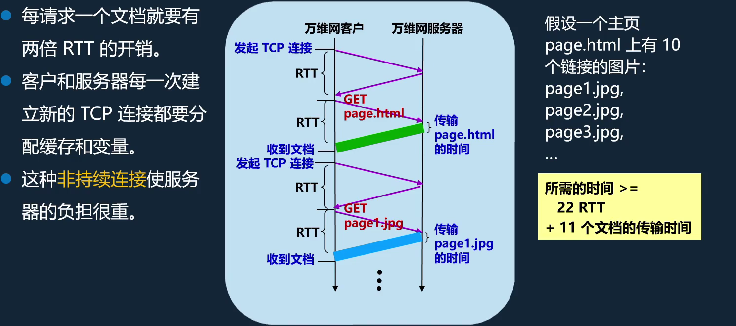 每请求一个文档就要有
两倍 RTT 的开销。
客户和服务器每一次建
立新的 TCP 连接都要分
配缓存和变量。
这种非持续连接使服务
器的负担很重。
万维网客户
万维网服务器
发起 TCP 连接
RTT
GET
page.html
RTT
传输
page.html
的时间
收到文档
发起 TCP 连接
RTT
GET
page1.jpg
RTT
传输
page1.jpg
的时间
收到文档
假设一个主页
page.html 上有 10
个链接的图片：
page1.jpg,
page2.jpg,
page3.jpg,
...
所需的时间 >=
22 RTT
+ 11 个文档的传输时间